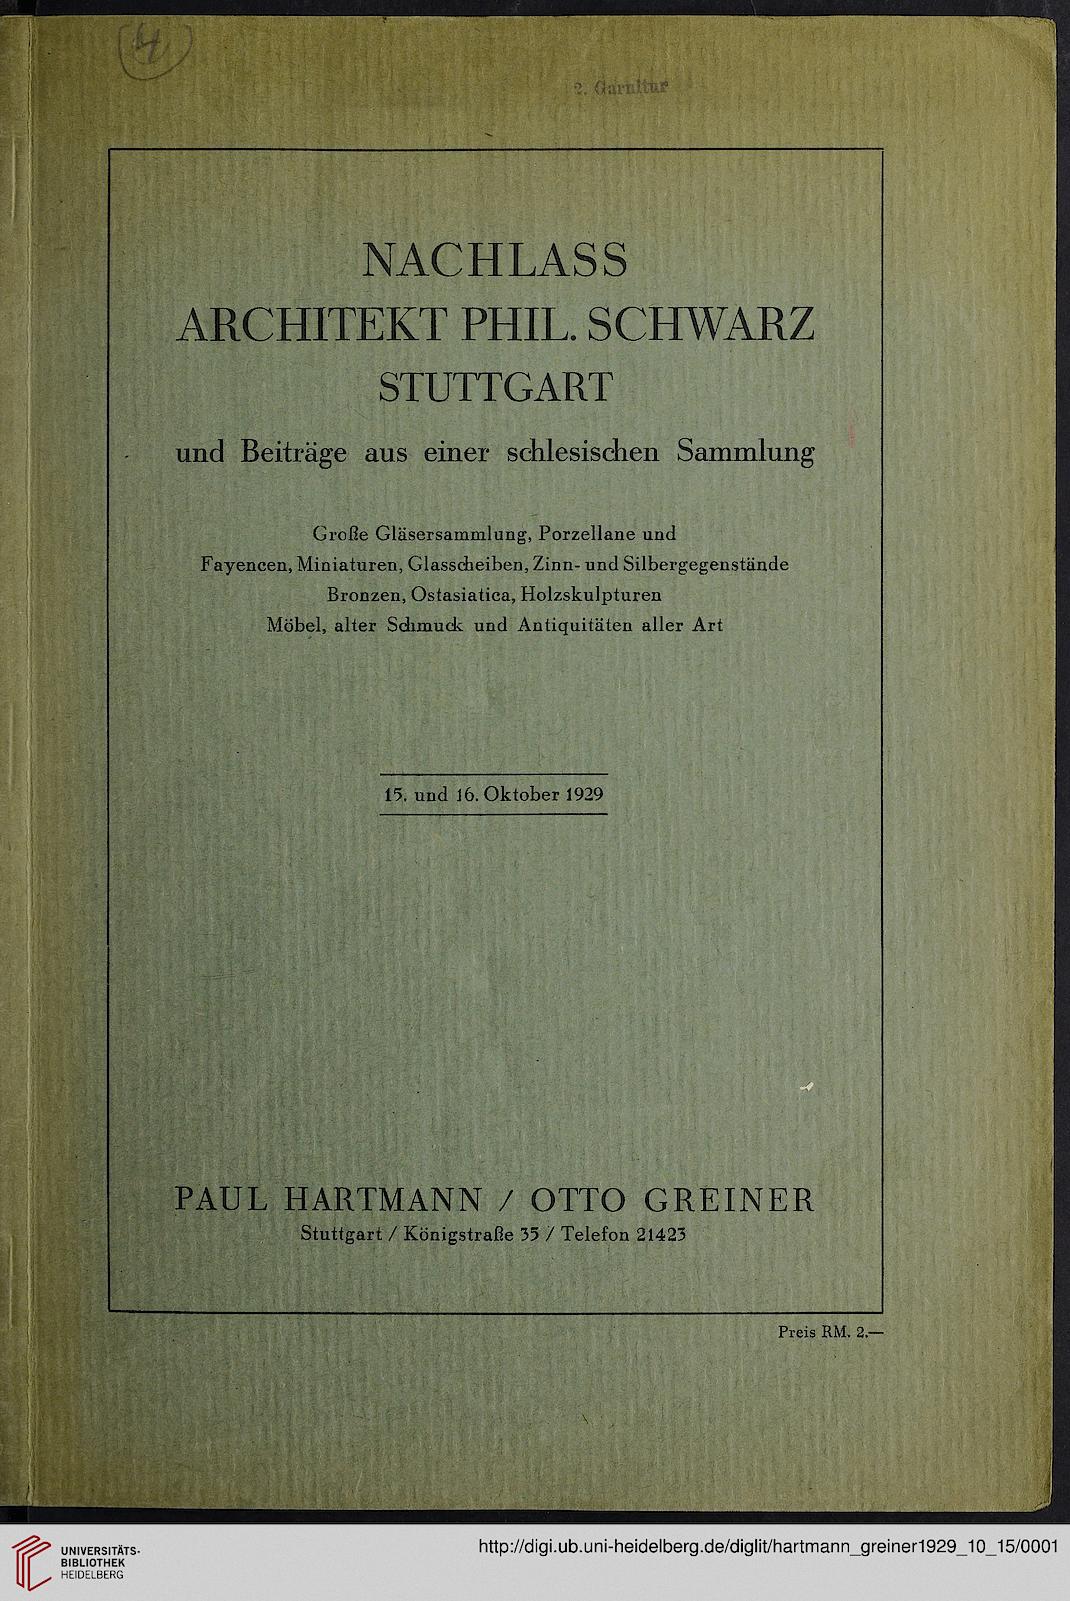 4
2. Garnitur
NACHLASS
ARCHITEKT PHIL. SCHWARZ
STUTTGART
und Beiträge aus einer schlesischen Sammlung
Große Gläsersammlung, Porzellane und
Fayencen, Miniaturen, Glasscheiben, Zinn- und Silbergegenstände
Bronzen, Ostasiatica, Holzskulpturen
Möbel, alter Schmuck und Antiquitäten aller Art
15. und 16. Oktober 1929
PAUL HARTMANN / OTTO GREINER
Stuttgart / Königstraße 35 / Telefon 21423
Preis RM. 2.—
UNIVERSITÄTS-
BIBLIOTHEK
HEIDELBERG
http://digi.ub.uni-heidelberg.de/diglit/hartmann_greiner1929_10_15/0001